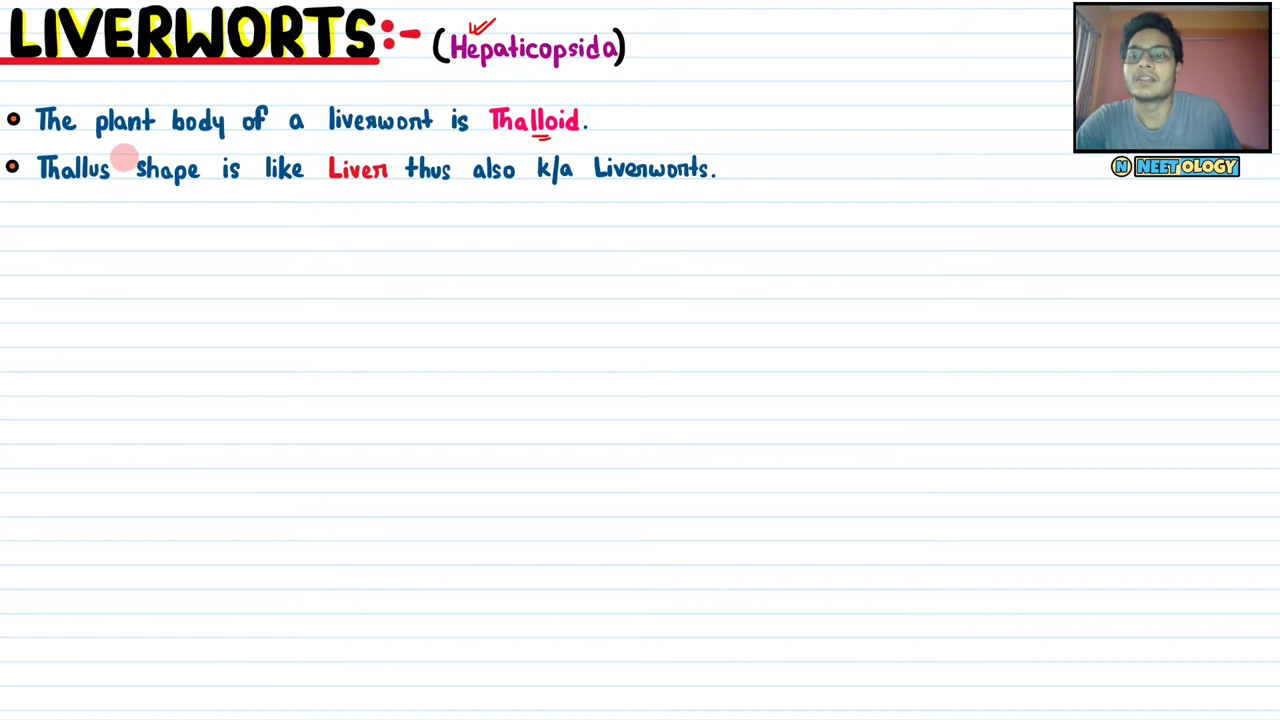 LIVERWORTS:- (Hepaticopsida)
The plant body of a liverwort is Thalloid.
Thallus shape is like Liver thus also k/a Liverworts.
N NEETOLOGY